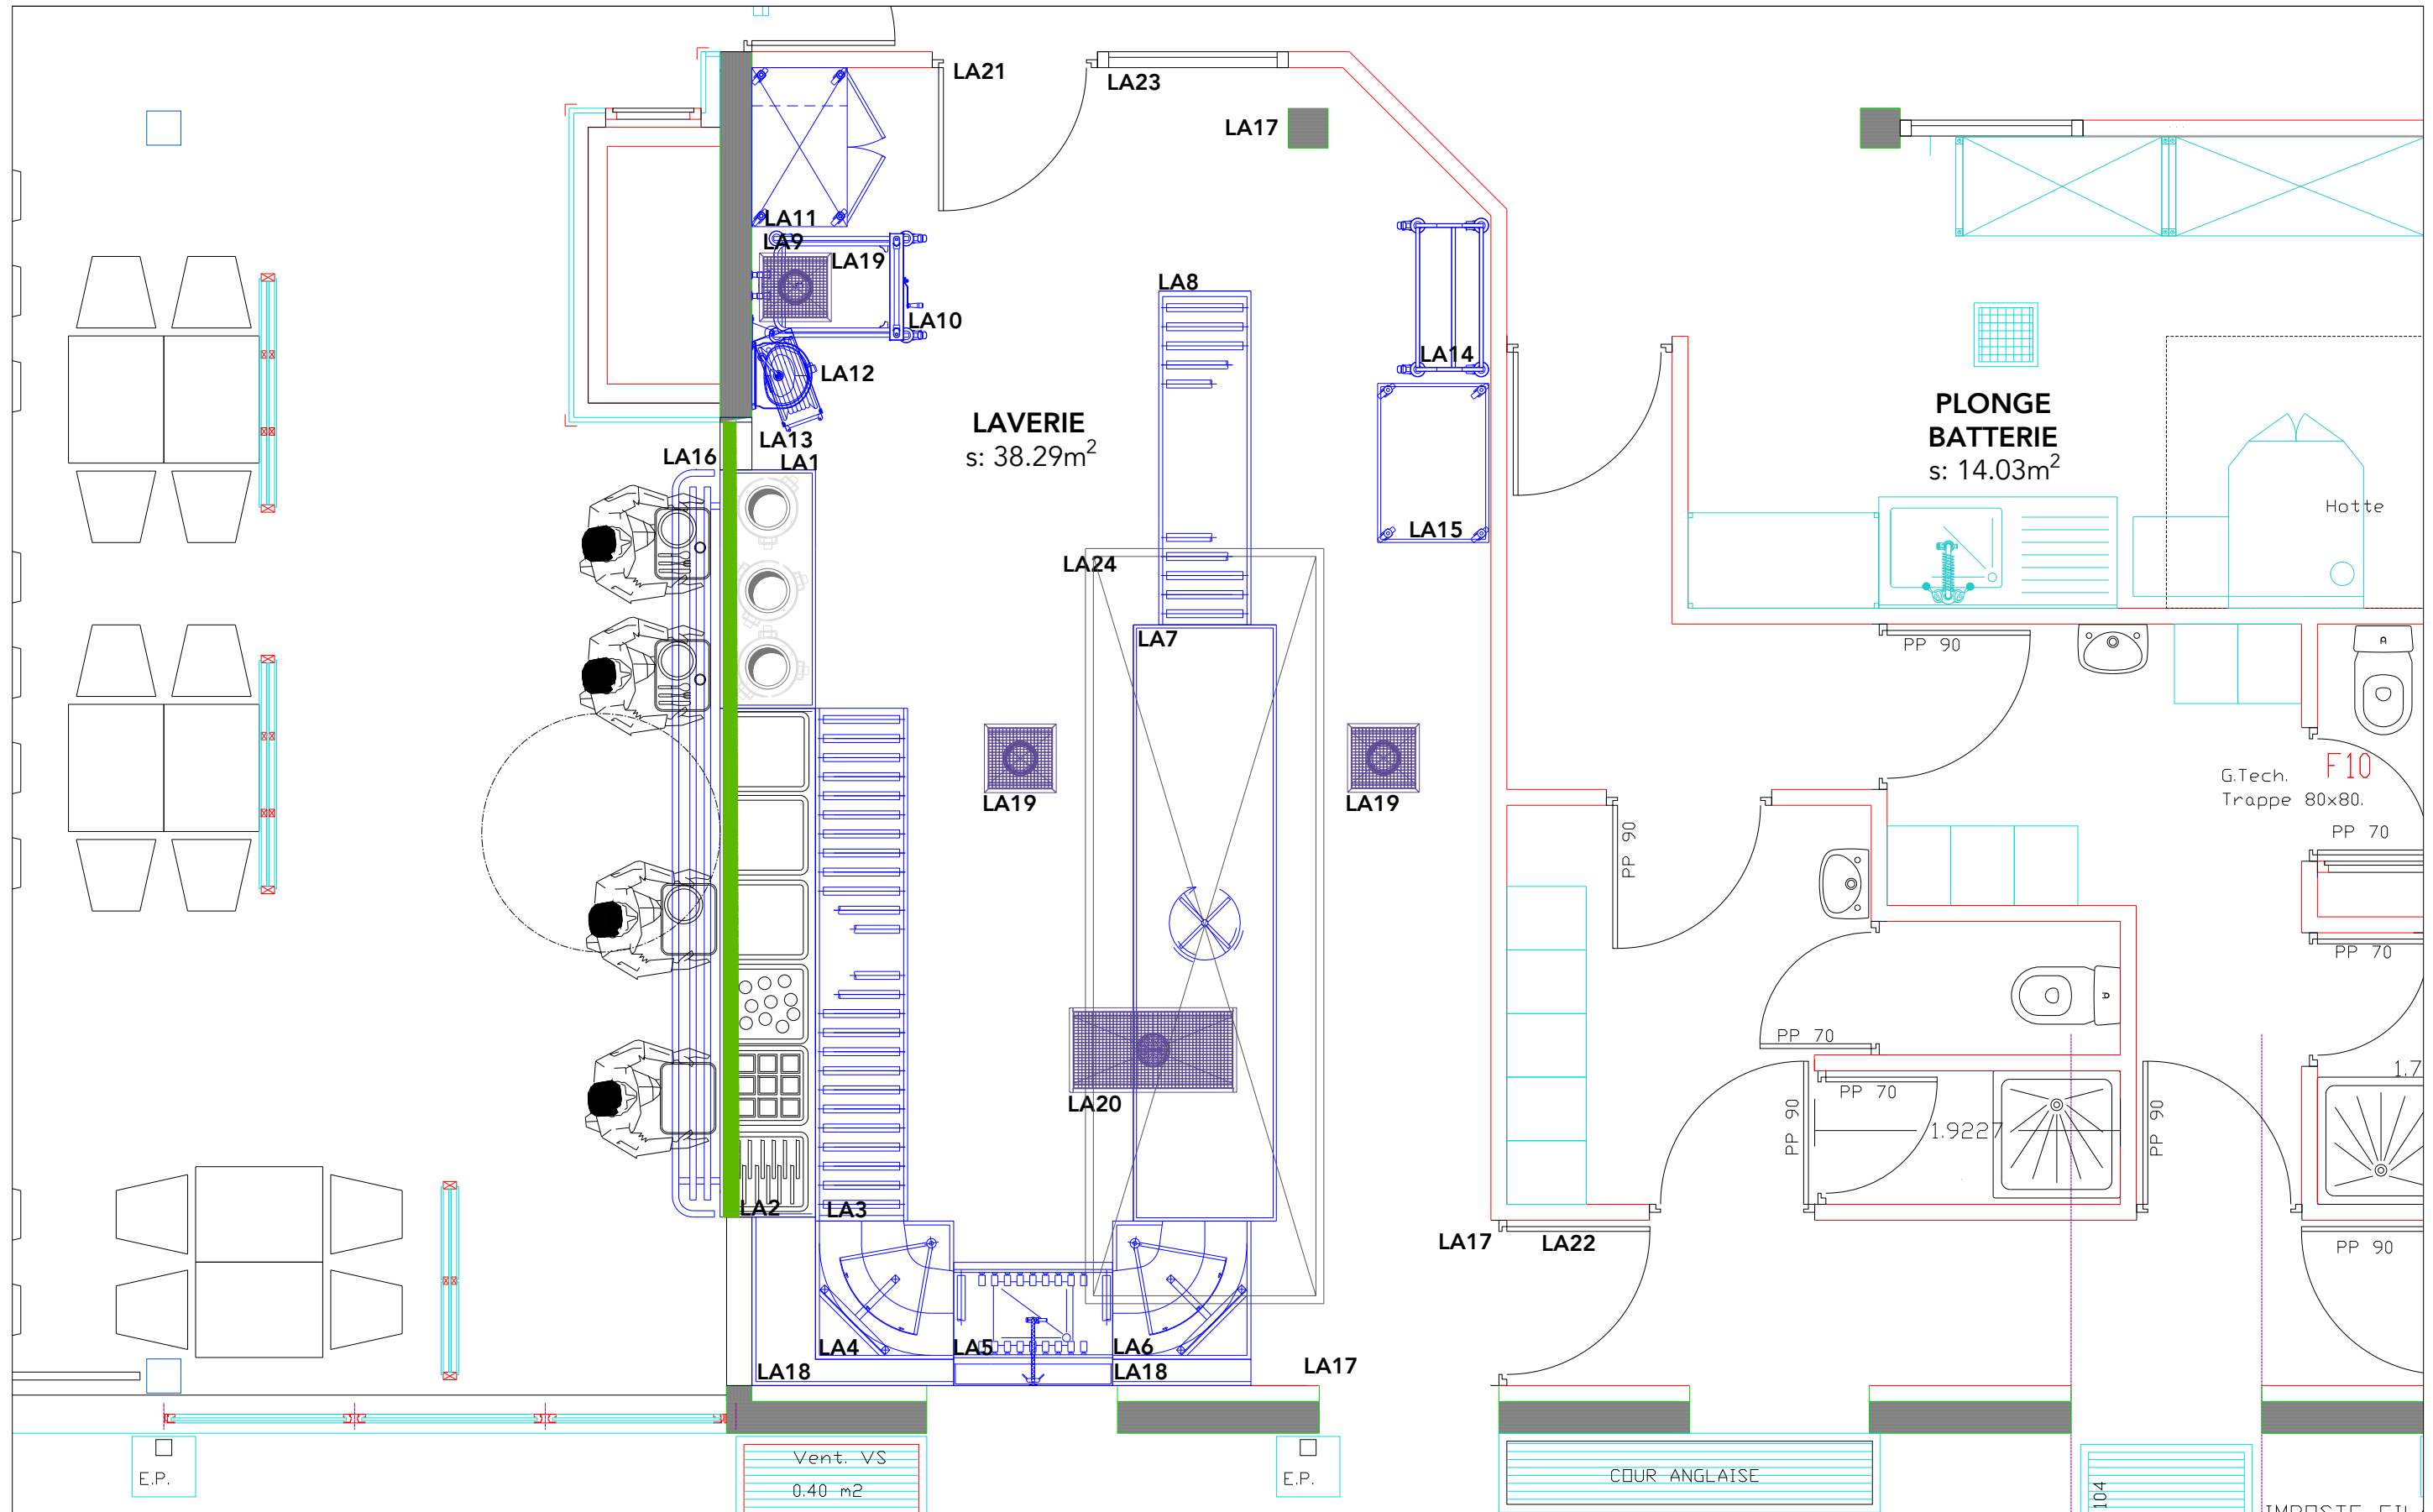 LA21
LA23
LA17
LA11
LA9
LA19
LA10
LA12
LA8
LA14
LAVERIE
s: 38.29m²
PLONGE
BATTERIE
s: 14.03m²
LA13
LA16
LA1
LA15
Hotte
LA24
LA7
PP 90
A
F10
G.Tech.
Trappe 80x80.
PP 70
LA19
LA19
PP 90
PP 70
A
PP 70
PP 70
1.7
LA20
PP 90
1.9227
PP 90
LA2
LA3
LA17
LA22
PP 90
LA4
LA5
LA6
LA18
LA18
LA17
Vent. VS
0.40 m2
E.P.
E.P.
COUR ANGLAISE
104